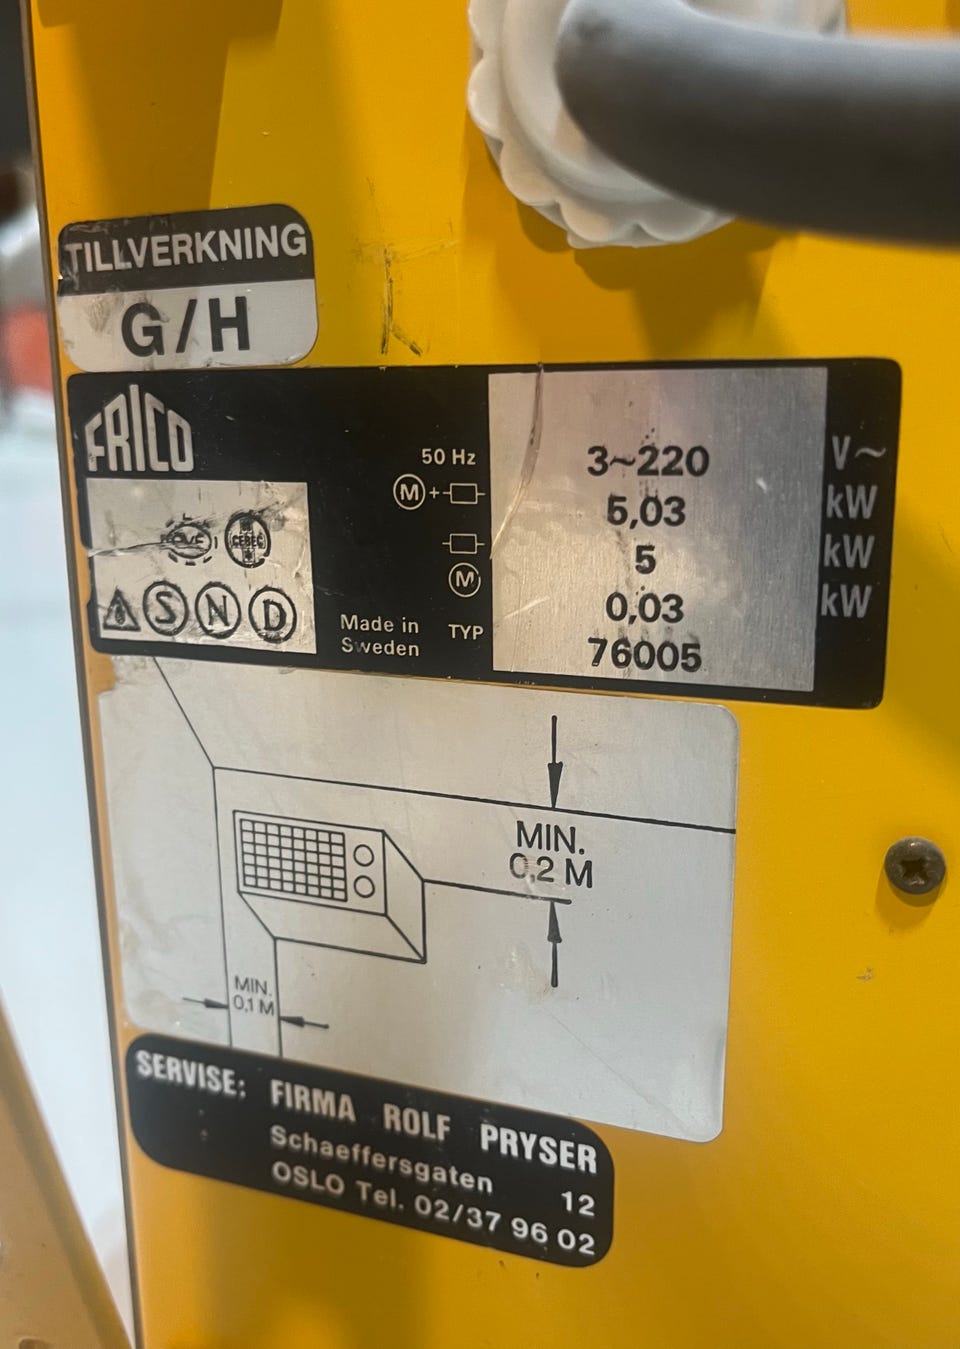 TILLVERKNING
G/H
FRICO
50 Hz 3~220 V~
M + 5,03 kW
5 kW
M 0,03 kW
CEBEC
S N D
Made in Sweden
TYP 76005
MIN.
0,2 M
MIN.
0,1 M
SERVISE: FIRMA ROLF PRYSER
Schaeffersgaten 12
OSLO Tel. 02/37 96 02